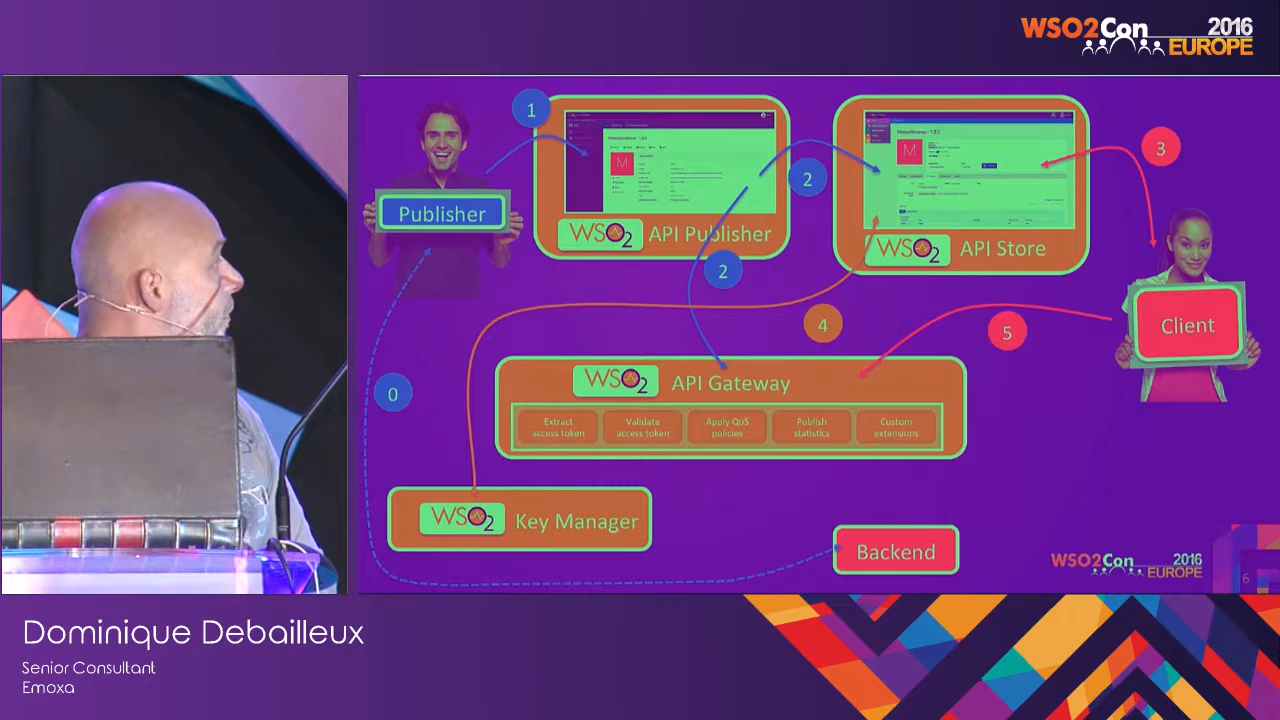 WSO2Con 2016
EUROPE
1
2
3
Publisher
WSO2 API Publisher
WSO2 API Store
M
M
2
4
5
Client
0
WSO2 API Gateway
Extract
access token
Validate
access token
Apply QoS
policies
Publish
statistics
Custom
extensions
WSO2 Key Manager
Backend
WSO2Con 2016
EUROPE
6
Dominique Debailleux
Senior Consultant
Emoxa